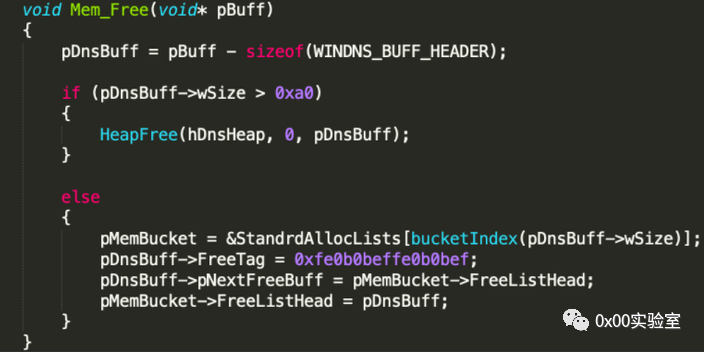 void Mem_Free(void* pBuff)
{
    pDnsBuff = pBuff - sizeof(WINDNS_BUFF_HEADER);
    if (pDnsBuff->wSize > 0xa0)
    {
        HeapFree(hDnsHeap, 0, pDnsBuff);
    }
    else
    {
        pMemBucket = &StandrdAllocLists[bucketIndex(pDnsBuff->wSize)];
        pDnsBuff->FreeTag = 0xfe0b0beffe0b0bef;
        pDnsBuff->pNextFreeBuff = pMemBucket->FreeListHead;
        pMemBucket->FreeListHead = pDnsBuff;
    }
}
0x00实验室